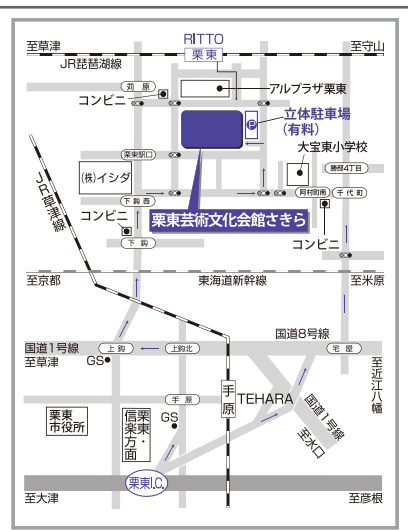 至草津
RITTO
栗東
至守山
JR琵琶湖線
苅原
アルプラザ栗東
コンビニ
P
立体駐車場
(有料)
大宝東小学校
栗東駅口
勝部4丁目
(株)イシダ
下鈎西
阿村町南
千代町
JR草津線
コンビニ
栗東芸術文化会館さきら
下鈎
コンビニ
至京都
東海道新幹線
至米原
国道8号線
国道1号線
上鈎
上鈎北
宅屋
至草津
GS
至近江八幡
手原
手原
TEHARA
栗東
市役所
栗東・
信楽方面
GS
国道1号線
至水口
栗東I.C.
至大津
至彦根